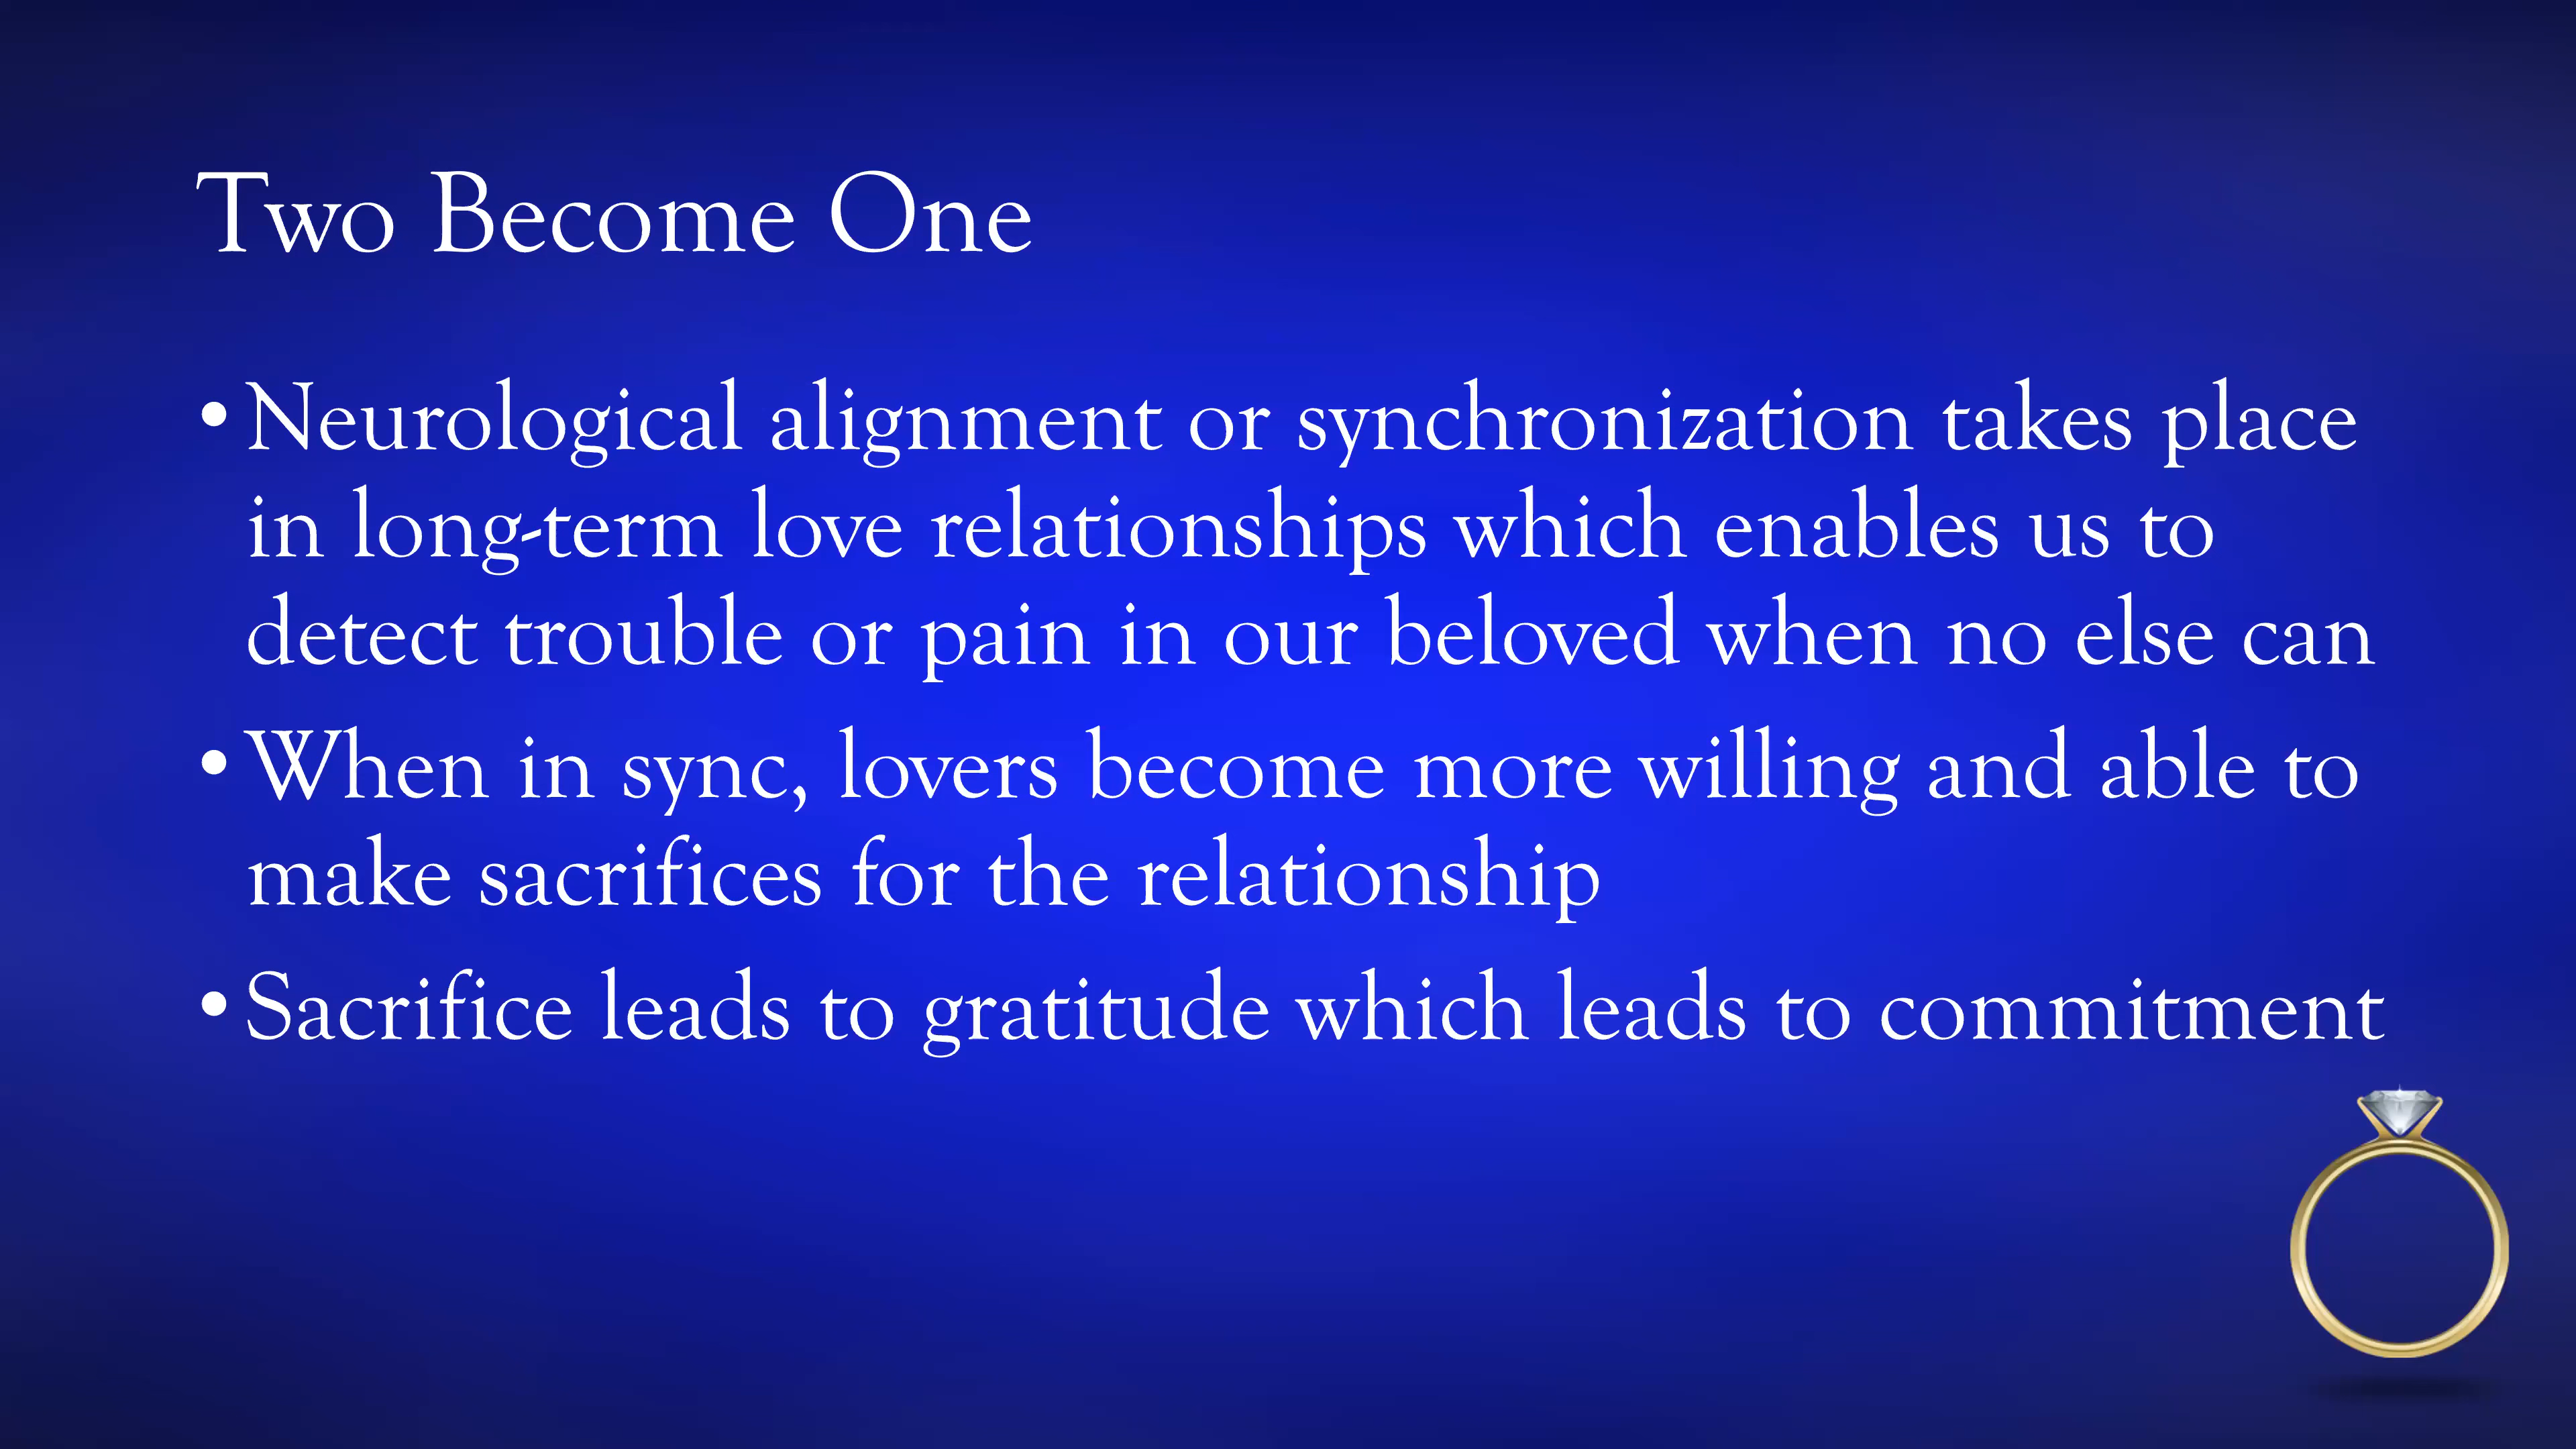 Two Become One
• Neurological alignment or synchronization takes place
in long-term love relationships which enables us to
detect trouble or pain in our beloved when no else can
• When in sync, lovers become more willing and able to
make sacrifices for the relationship
• Sacrifice leads to gratitude which leads to commitment